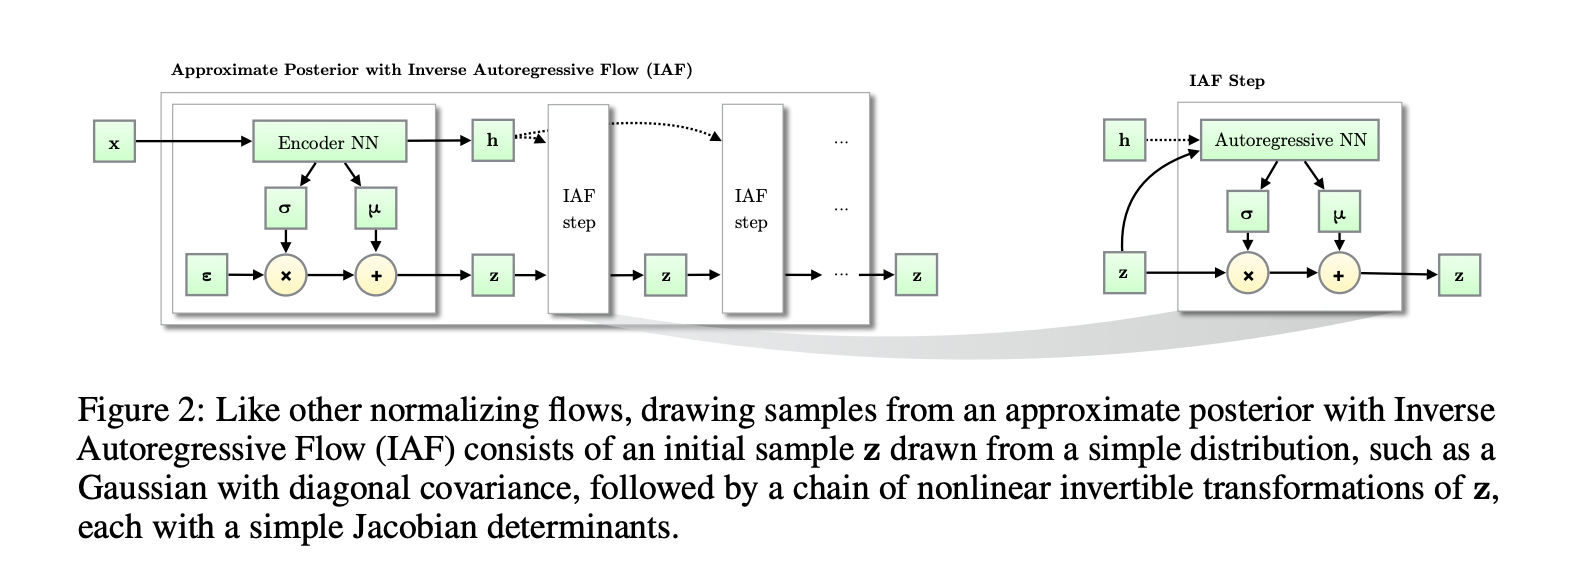 Approximate Posterior with Inverse Autoregressive Flow (IAF)
x
Encoder NN
h
σ
μ
ε
×
+
z
IAF
step
z
IAF
step
...
...
...
z
IAF Step
h
Autoregressive NN
σ
μ
z
×
+
z
Figure 2: Like other normalizing flows, drawing samples from an approximate posterior with Inverse
Autoregressive Flow (IAF) consists of an initial sample z drawn from a simple distribution, such as a
Gaussian with diagonal covariance, followed by a chain of nonlinear invertible transformations of z,
each with a simple Jacobian determinants.